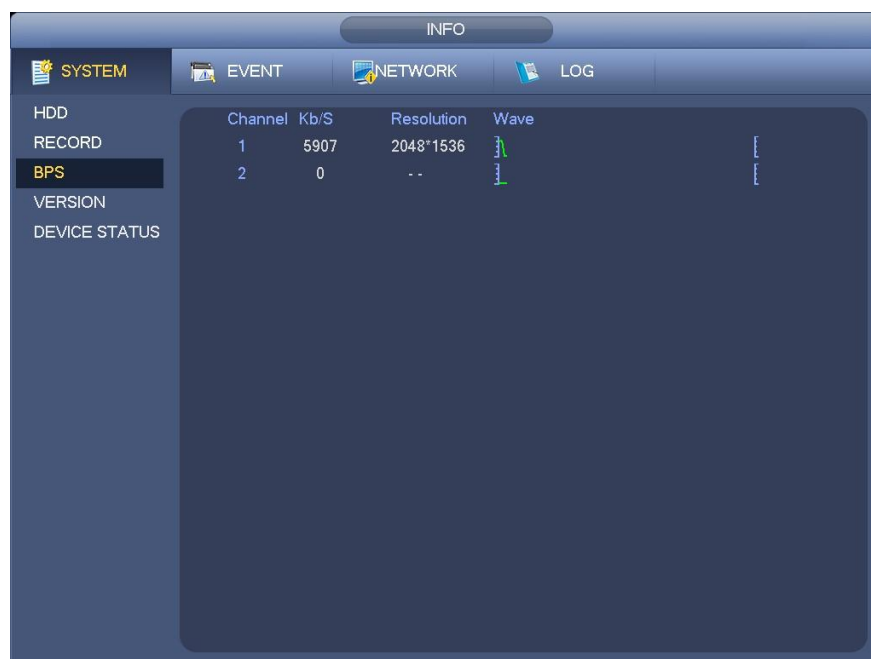 INFO
SYSTEM EVENT NETWORK LOG
HDD
RECORD
BPS
VERSION
DEVICE STATUS
Channel Kb/S Resolution Wave
1 5907 2048*1536
2 0 - -